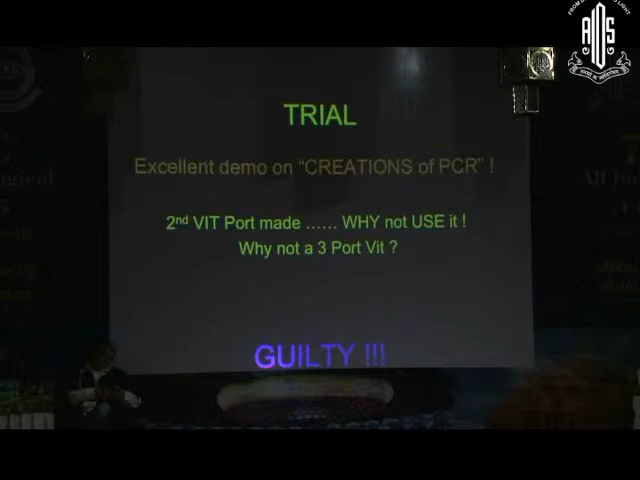 AIOS
TRIAL
Excellent demo on “CREATIONS of PCR” !
2nd VIT Port made ...... WHY not USE it !
Why not a 3 Port Vit ?
GUILTY !!!